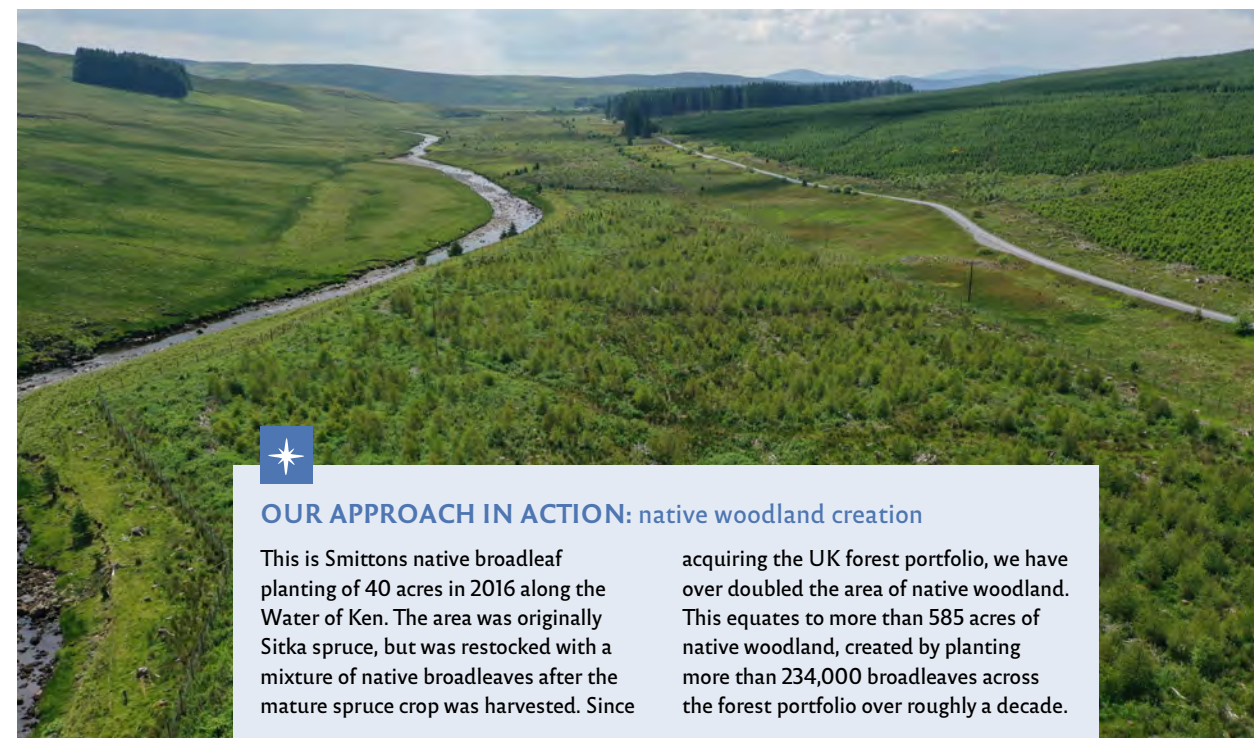 OUR APPROACH IN ACTION: native woodland creation
This is Smittons native broadleaf
planting of 40 acres in 2016 along the
Water of Ken. The area was originally
Sitka spruce, but was restocked with a
mixture of native broadleaves after the
mature spruce crop was harvested. Since
acquiring the UK forest portfolio, we have
over doubled the area of native woodland.
This equates to more than 585 acres of
native woodland, created by planting
more than 234,000 broadleaves across
the forest portfolio over roughly a decade.